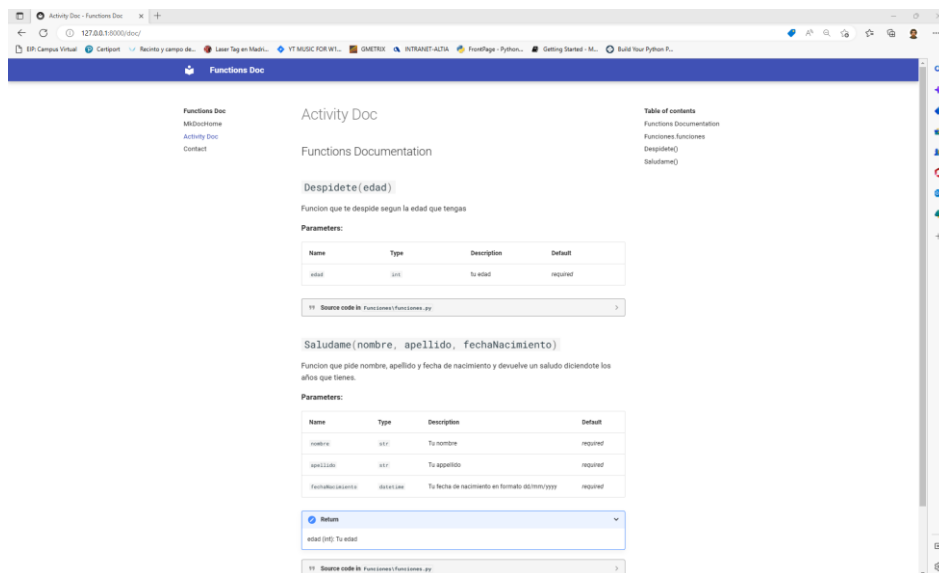 Activity Doc - Functions Doc
127.0.0.1:8000/doc/
EIP: Campus Virtual
Certiport
Recinto y campo de...
Laser Tag en Madri...
YT MUSIC FOR W1...
GMETRIX
INTRANET-ALTIA
FrontPage - Python...
Getting Started - M...
Build Your Python P...
Functions Doc
Functions Doc
MkDocHome
Activity Doc
Contact
Activity Doc
Functions Documentation
Despidete(edad)
Funcion que te despide segun la edad que tengas
Parameters:
Name Type Description Default
edad int tu edad required
Source code in Funciones\funciones.py
Saludame(nombre, apellido, fechaNacimiento)
Funcion que pide nombre, apellido y fecha de nacimiento y devuelve un saludo diciendote los
años que tienes.
Parameters:
Name Type Description Default
nombre str Tu nombre required
apellido str Tu appellido required
fechaNacimiento datetime Tu fecha de nacimiento en formato dd/mm/yyyy required
Return
edad (int): Tu edad
Source code in Funciones\funciones.py
Table of contents
Functions Documentation
Funciones.funciones
Despidete()
Saludame()